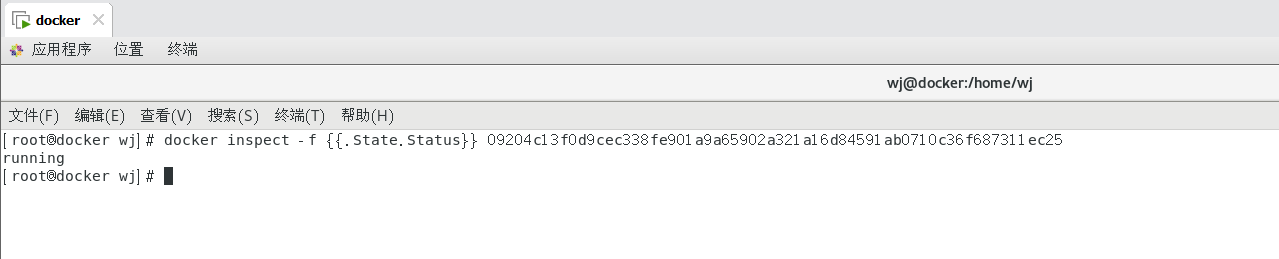 docker
应用程序 位置 终端
wj@docker:/home/wj
文件(F) 编辑(E) 查看(V) 搜索(S) 终端(T) 帮助(H)
[root@docker wj]# docker inspect -f {{.State.Status}} 09204c13f0d9cec338fe901a9a65902a321a16d84591ab0710c36f687311ec25
running
[root@docker wj]#